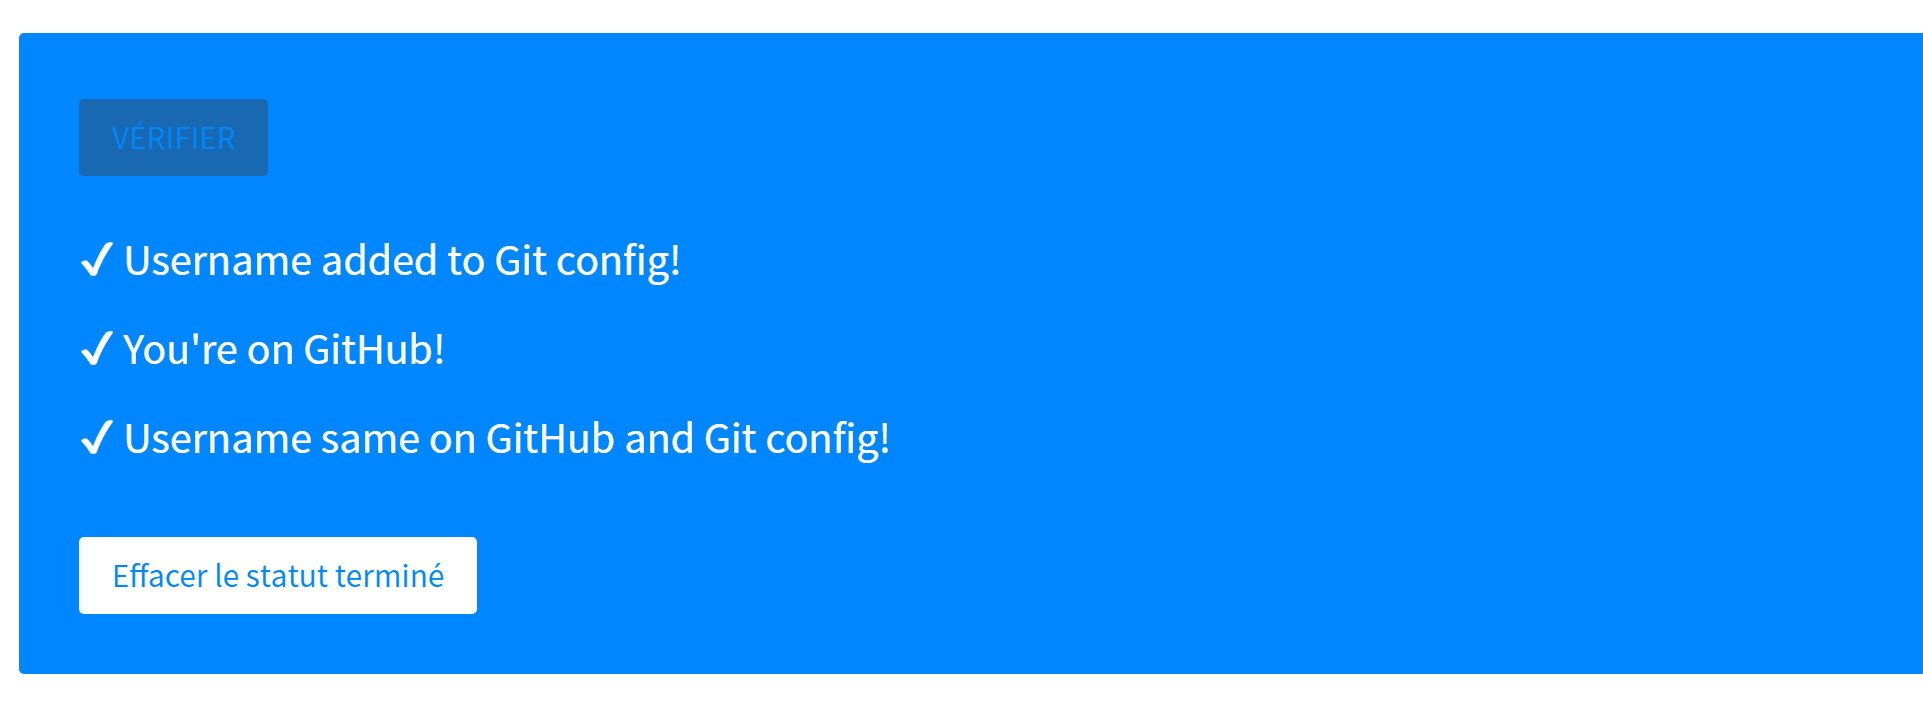 VÉRIFIER
✔ Username added to Git config!
✔ You're on GitHub!
✔ Username same on GitHub and Git config!
Effacer le statut terminé